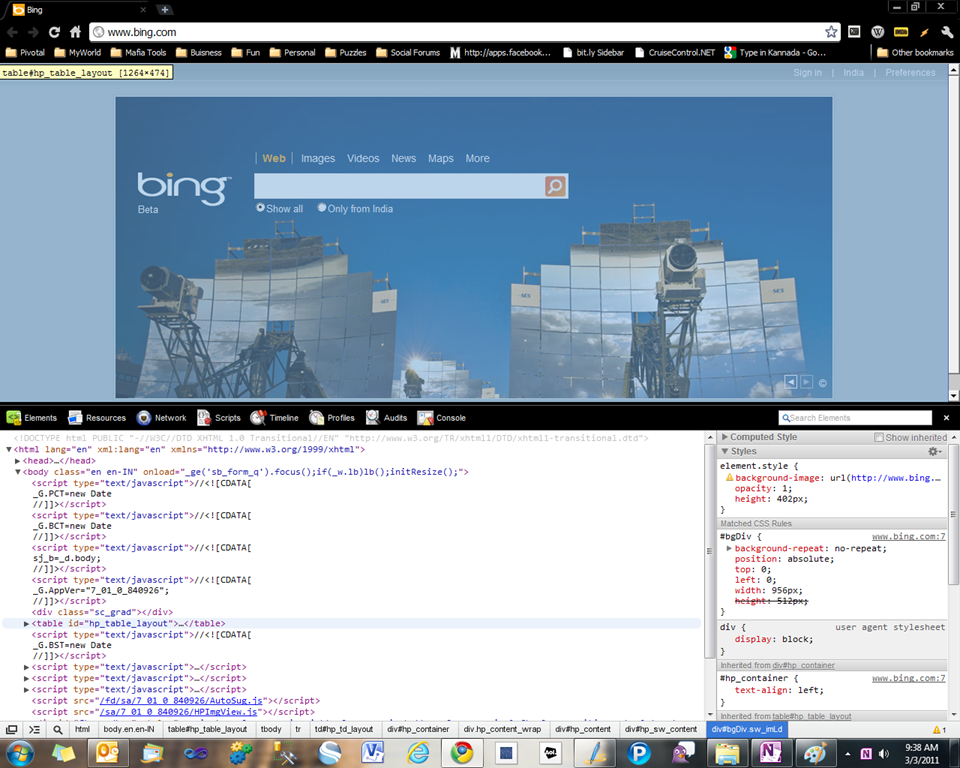 Bing
www.bing.com
Pivotal MyWorld Mafia Tools Buisness Fun Personal Puzzles Social Forums http://apps.facebook... bit.ly Sidebar CruiseControl.NET Type in Kannada - Go... Other bookmarks
table#hp_table_layout [1264×474]
Sign in | India | Preferences
Web Images Videos News Maps More
bing
Beta
Show all Only from India
SES
SES
SES
©
Elements Resources Network Scripts Timeline Profiles Audits Console Search Elements
<!DOCTYPE html PUBLIC "-//W3C//DTD XHTML 1.0 Transitional//EN" "http://www.w3.org/TR/xhtml1/DTD/xhtml1-transitional.dtd">
<html lang="en" xml:lang="en" xmlns="http://www.w3.org/1999/xhtml">
<head>…</head>
<body class="en en-IN" onload="_ge('sb_form_q').focus();if(_w.lb)lb();initResize();">
<script type="text/javascript">//<![CDATA[
_G.PCT=new Date
//]]></script>
<script type="text/javascript">//<![CDATA[
_G.BCT=new Date
//]]></script>
<script type="text/javascript">//<![CDATA[
sj_b=_d.body;
//]]></script>
<script type="text/javascript">//<![CDATA[
_G.AppVer="7_01_0_840926";
//]]></script>
<div class="sc_grad"></div>
<table id="hp_table_layout">…</table>
<script type="text/javascript">//<![CDATA[
_G.BST=new Date
//]]></script>
<script type="text/javascript">…</script>
<script type="text/javascript">…</script>
<script type="text/javascript">…</script>
<script src="/fd/sa/7_01_0_840926/AutoSug.js"></script>
<script src="/sa/7_01_0_840926/HPImgView.js"></script>
Computed Style Show inherited
Styles
element.style {
background-image: url(http://www.bing....
opacity: 1;
height: 402px;
}
Matched CSS Rules
#bgDiv { www.bing.com:7
background-repeat: no-repeat;
position: absolute;
top: 0;
left: 0;
width: 956px;
height: 512px;
}
div { user agent stylesheet
display: block;
}
Inherited from div#hp_container
#hp_container { www.bing.com:7
text-align: left;
}
Inherited from table#hp_table_layout
html body.en.en-IN table#hp_table_layout tbody tr td#hp_td_layout div#hp_container div.hp_content_wrap div#hp_content div#hp_sw_content div#bgDiv.sw_imLd 1
9:38 AM
3/3/2011